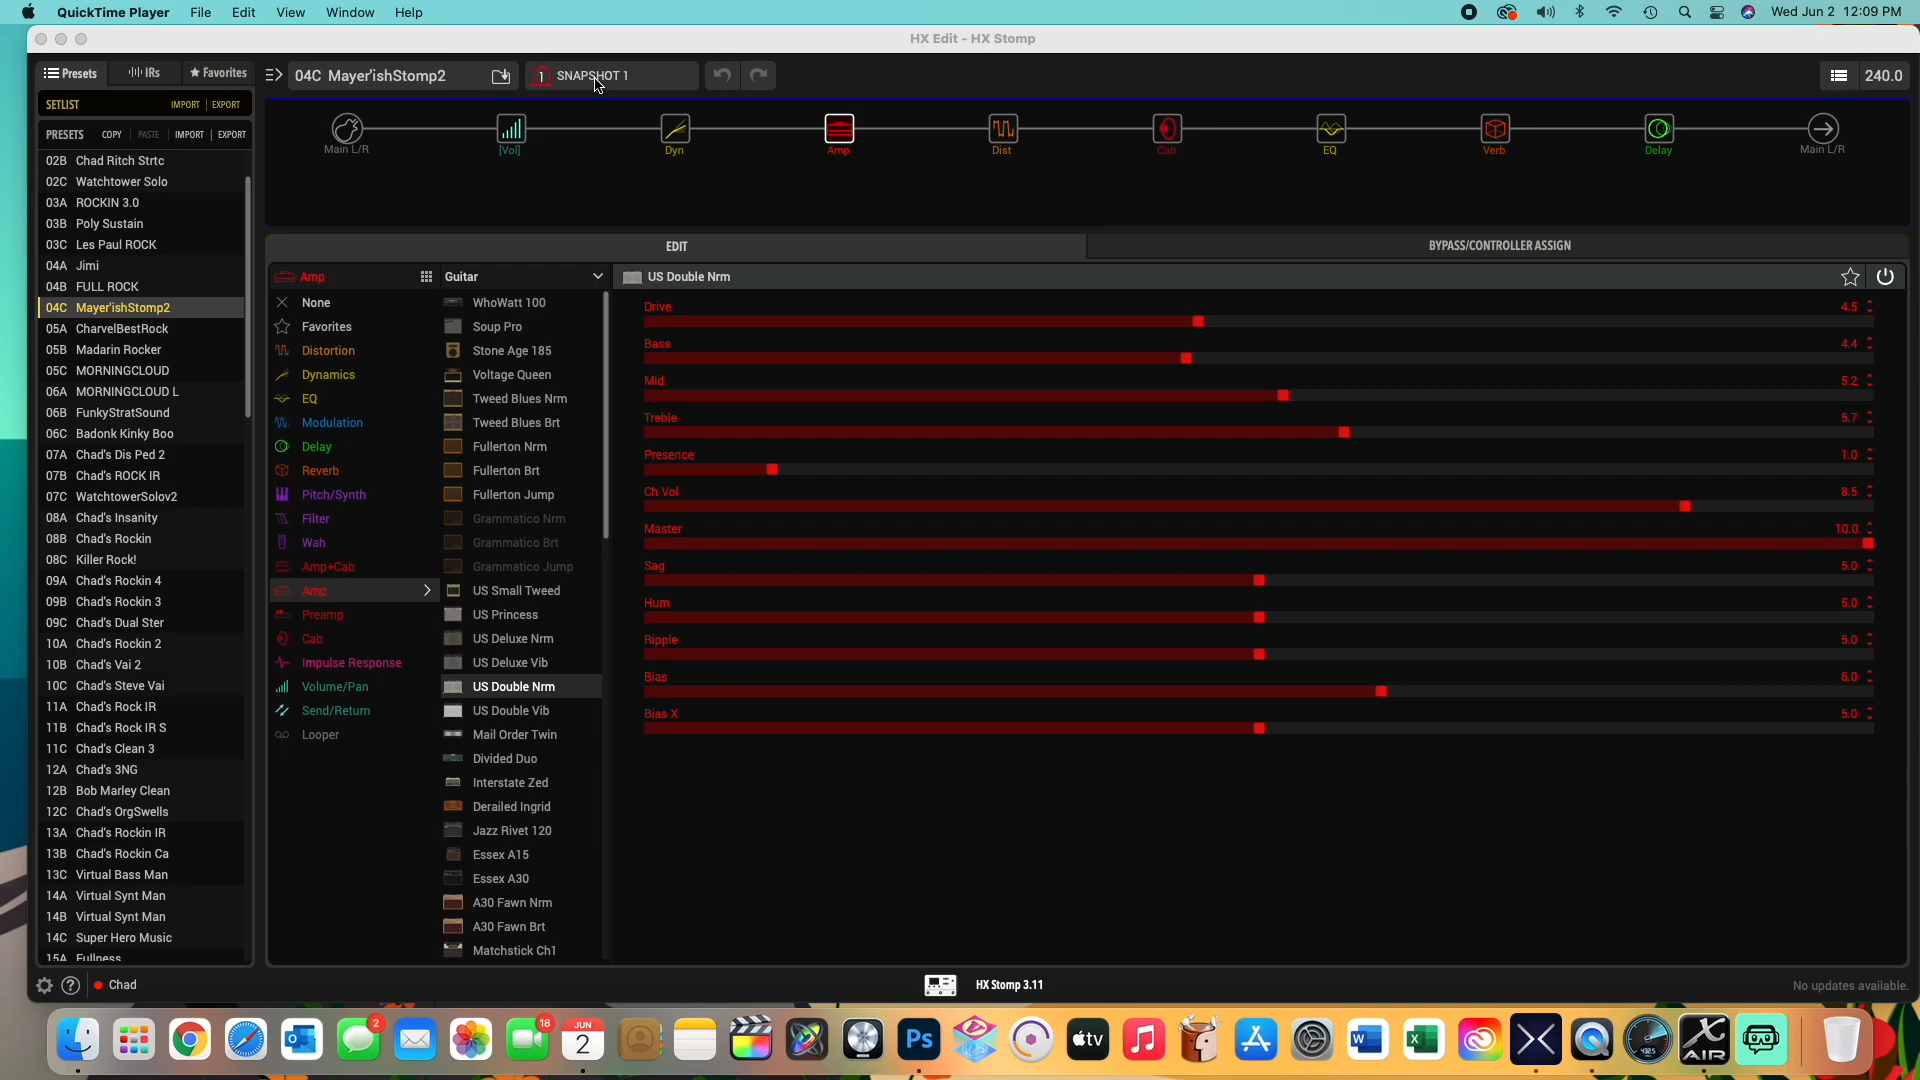 QuickTime Player File Edit View Window Help Wed Jun 2 12:09 PM
HX Edit - HX Stomp
Presets IRs Favorites 04C Mayer'ishStomp2 1 SNAPSHOT 1 240.0
SETLIST IMPORT EXPORT
PRESETS COPY PASTE IMPORT EXPORT
Main L/R [Vol] Dyn Amp Dist Cab EQ Verb Delay Main L/R
02B Chad Ritch Strtc
02C Watchtower Solo
03A ROCKIN 3.0
03B Poly Sustain
03C Les Paul ROCK
04A Jimi
04B FULL ROCK
04C Mayer'ishStomp2
05A CharvelBestRock
05B Madarin Rocker
05C MORNINGCLOUD
06A MORNINGCLOUD L
06B FunkyStratSound
06C Badonk Kinky Boo
07A Chad's Dis Ped 2
07B Chad's ROCK IR
07C WatchtowerSolov2
08A Chad's Insanity
08B Chad's Rockin
08C Killer Rock!
09A Chad's Rockin 4
09B Chad's Rockin 3
09C Chad's Dual Ster
10A Chad's Rockin 2
10B Chad's Vai 2
10C Chad's Steve Vai
11A Chad's Rock IR
11B Chad's Rock IR S
11C Chad's Clean 3
12A Chad's 3NG
12B Bob Marley Clean
12C Chad's OrgSwells
13A Chad's Rockin IR
13B Chad's Rockin Ca
13C Virtual Bass Man
14A Virtual Synt Man
14B Virtual Synt Man
14C Super Hero Music
15A Fullness
EDIT BYPASS/CONTROLLER ASSIGN
Amp Guitar US Double Nrm
None
Favorites
Distortion
Dynamics
EQ
Modulation
Delay
Reverb
Pitch/Synth
Filter
Wah
Amp+Cab
Amp
Preamp
Cab
Impulse Response
Volume/Pan
Send/Return
Looper
WhoWatt 100
Soup Pro
Stone Age 185
Voltage Queen
Tweed Blues Nrm
Tweed Blues Brt
Fullerton Nrm
Fullerton Brt
Fullerton Jump
Grammatico Nrm
Grammatico Brt
Grammatico Jump
US Small Tweed
US Princess
US Deluxe Nrm
US Deluxe Vib
US Double Nrm
US Double Vib
Mail Order Twin
Divided Duo
Interstate Zed
Derailed Ingrid
Jazz Rivet 120
Essex A15
Essex A30
A30 Fawn Nrm
A30 Fawn Brt
Matchstick Ch1
Drive 4.5
Bass 4.4
Mid 5.2
Treble 5.7
Presence 1.0
Ch Vol 8.5
Master 10.0
Sag 5.0
Hum 5.0
Ripple 5.0
Bias 6.0
Bias X 5.0
Chad HX Stomp 3.11 No updates available.
2 18 JUN 2 Ps tv W X X AIR